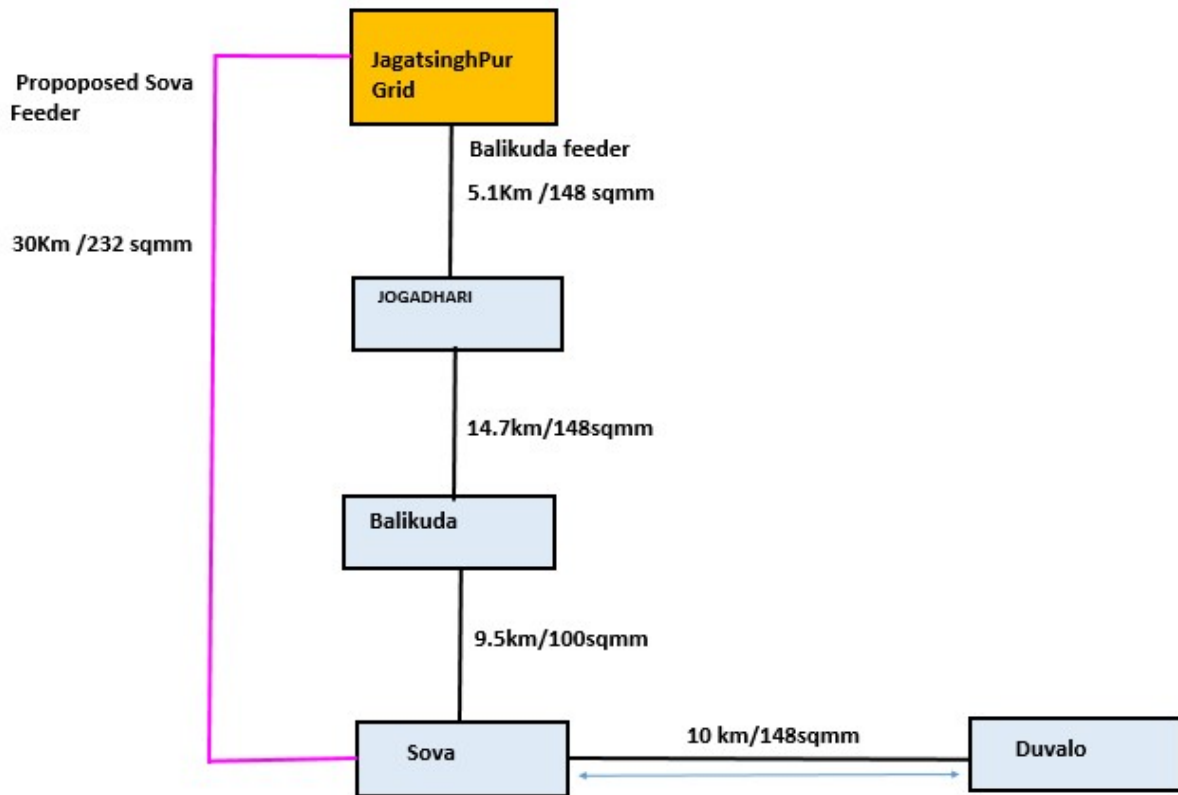 JagatsinghPur
Grid
Propoposed Sova
Feeder
Balikuda feeder
5.1Km /148 sqmm
30Km /232 sqmm
JOGADHARI
14.7km/148sqmm
Balikuda
9.5km/100sqmm
Sova
10 km/148sqmm
Duvalo